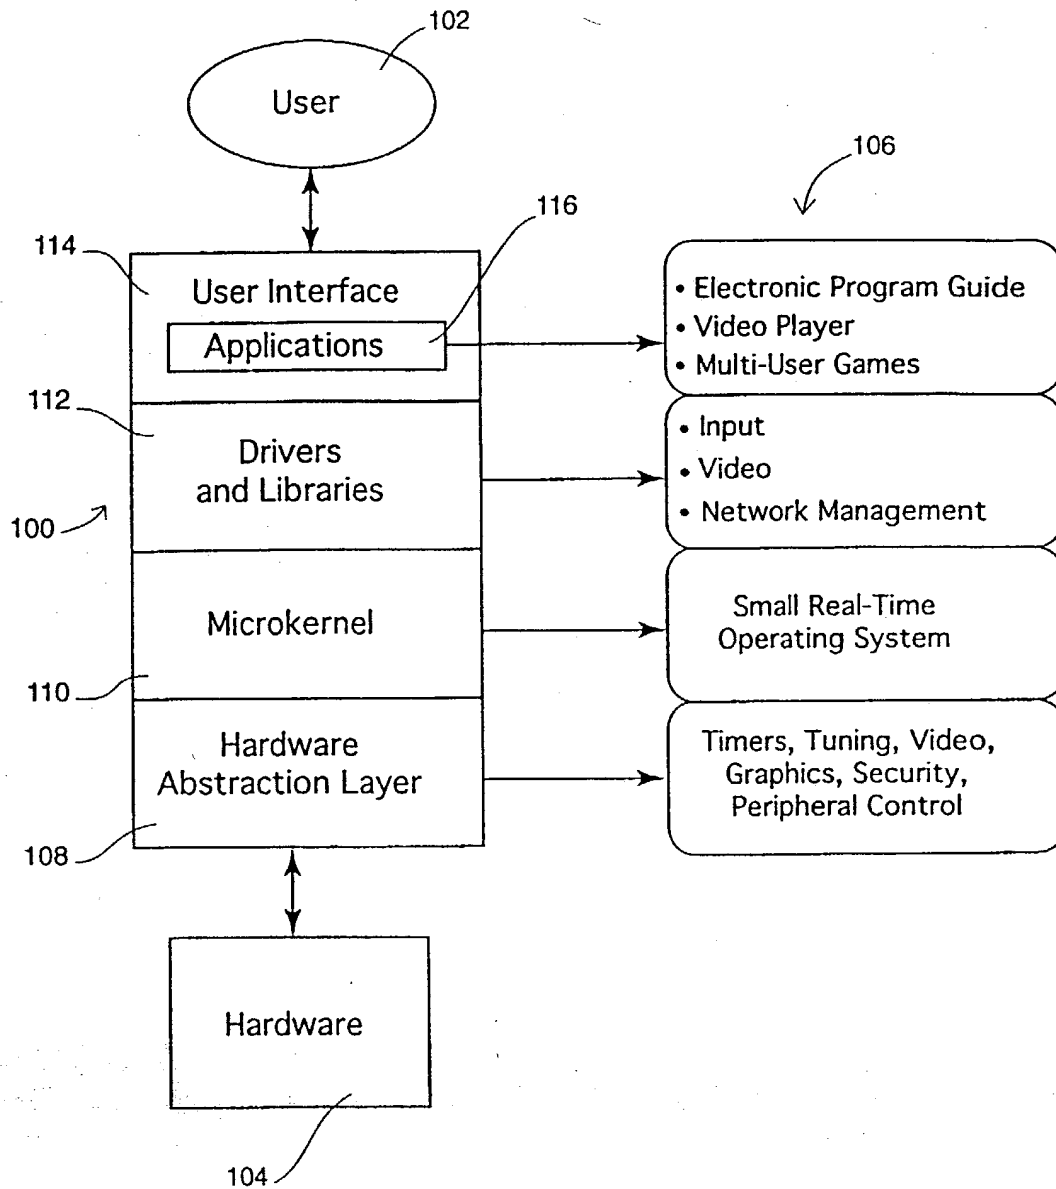 102
User
106
116
114
User Interface
Applications
• Electronic Program Guide
• Video Player
• Multi-User Games
112
Drivers
and Libraries
• Input
• Video
• Network Management
100
Microkernel
Small Real-Time
Operating System
110
Hardware
Abstraction Layer
Timers, Tuning, Video,
Graphics, Security,
Peripheral Control
108
Hardware
104